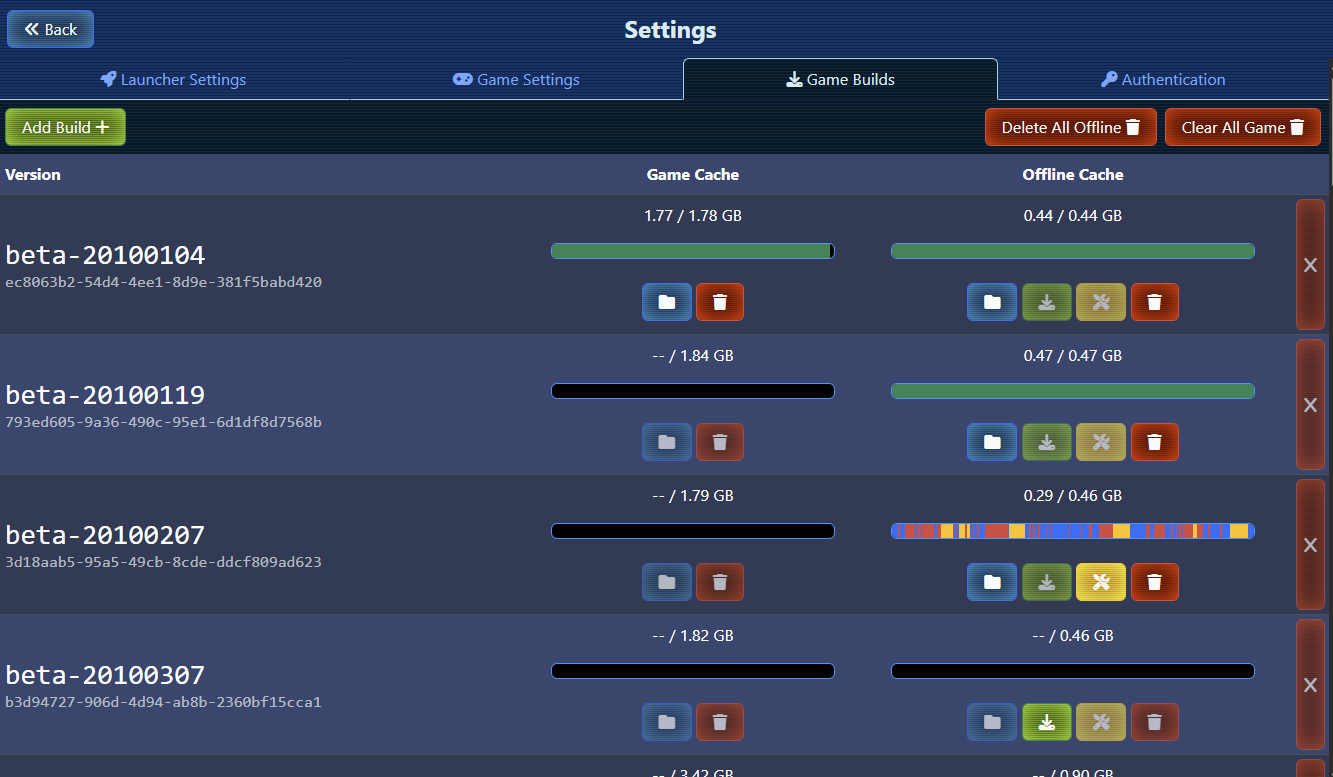 Back
Settings
Launcher Settings
Game Settings
Game Builds
Authentication
Add Build
Delete All Offline
Clear All Game
Version
Game Cache
Offline Cache
1.77 / 1.78 GB
0.44 / 0.44 GB
beta-20100104
ec8063b2-54d4-4ee1-8d9e-381f5babd420
-- / 1.84 GB
0.47 / 0.47 GB
beta-20100119
793ed605-9a36-490c-95e1-6d1df8d7568b
-- / 1.79 GB
0.29 / 0.46 GB
beta-20100207
3d18aab5-95a5-49cb-8cde-ddcf809ad623
-- / 1.82 GB
-- / 0.46 GB
beta-20100307
b3d94727-906d-4d94-ab8b-2360bf15cca1
-- / 3.42 GB
-- / 0.90 GB